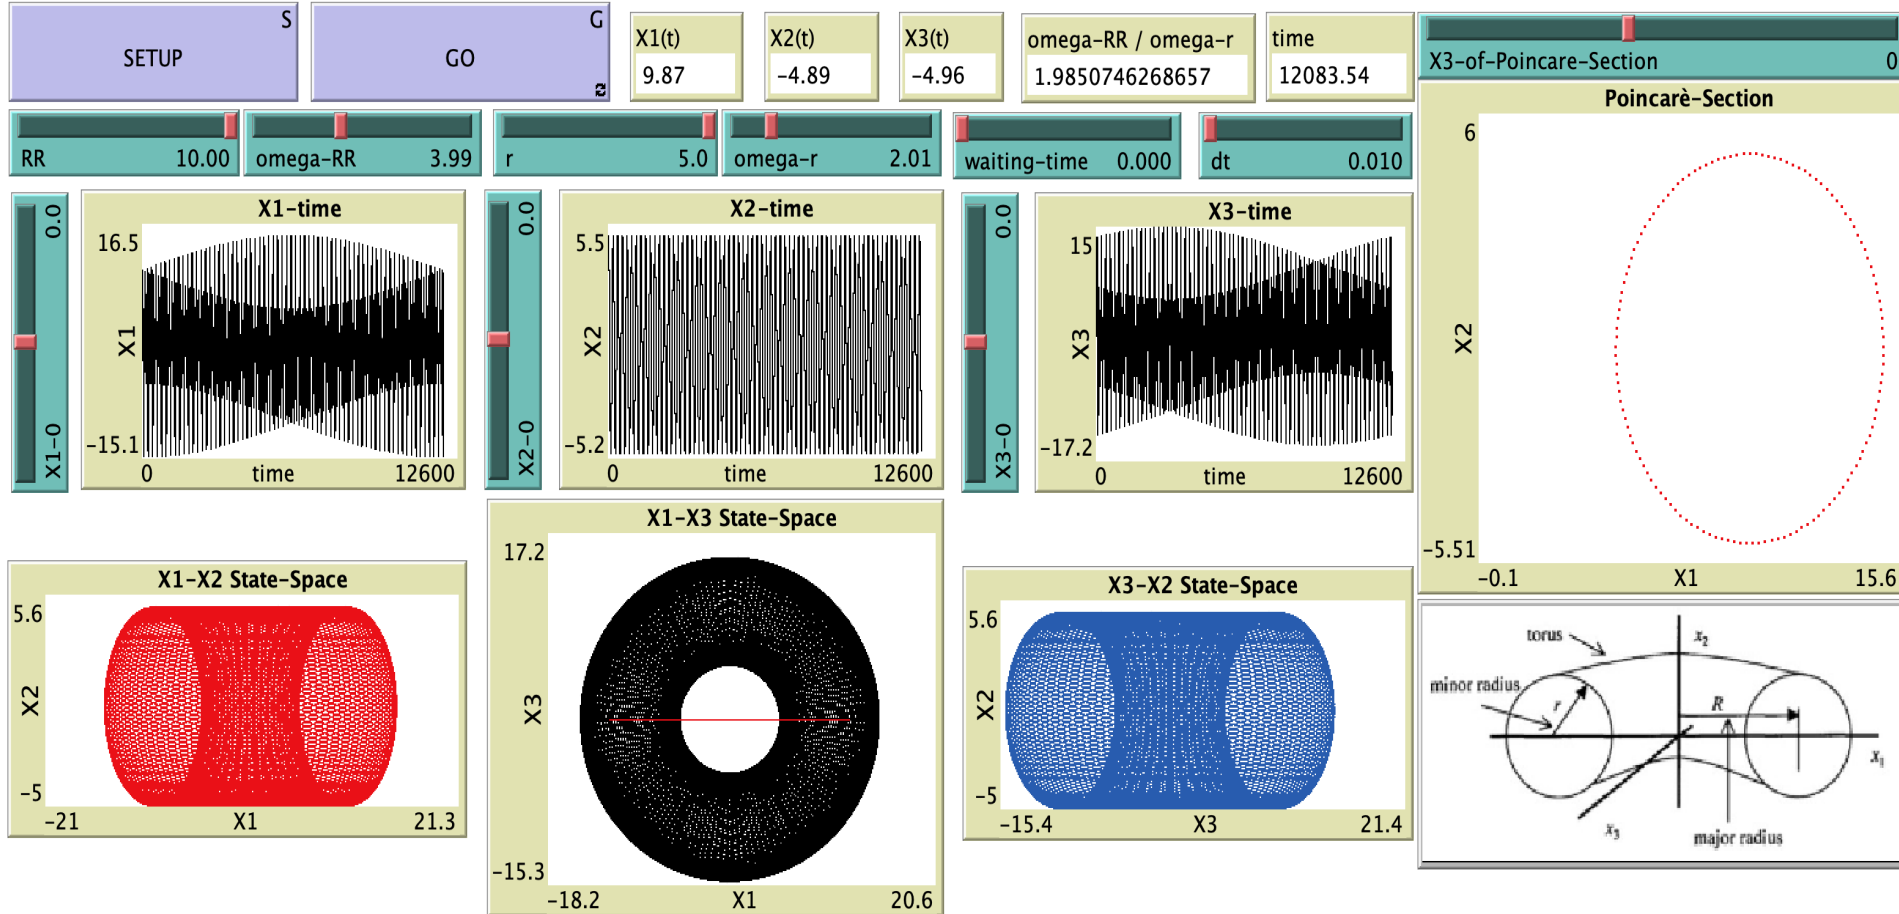 S
SETUP
G
GO
X1(t)
9.87
X2(t)
-4.89
X3(t)
-4.96
omega-RR / omega-r
1.9850746268657
time
12083.54
X3-of-Poincare-Section
0
RR 10.00
omega-RR 3.99
r 5.0
omega-r 2.01
waiting-time 0.000
dt 0.010
Poincarè-Section
6
X2
-5.51
-0.1 X1 15.6
0.0
X1-0
X1-time
16.5
X1
-15.1
0 time 12600
0.0
X2-0
X2-time
5.5
X2
-5.2
0 time 12600
0.0
X3-0
X3-time
15
X3
-17.2
0 time 12600
X1-X2 State-Space
5.6
X2
-5
-21 X1 21.3
X1-X3 State-Space
17.2
X3
-15.3
-18.2 X1 20.6
X3-X2 State-Space
5.6
X2
-5
-15.4 X3 21.4
torus
x2
minor radius
r
R
x1
x3
major radius